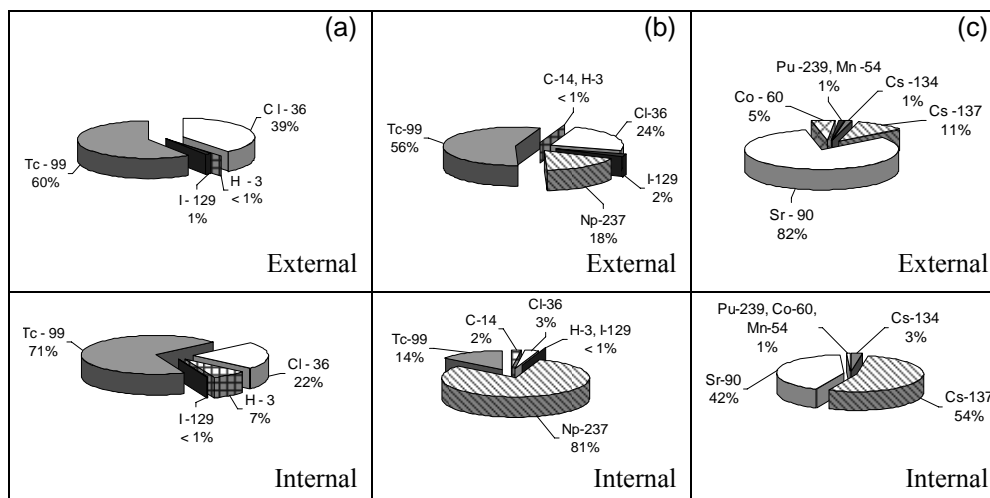 (a)
C l - 36
39%
Tc - 99
60%
I - 129
1%
H - 3
< 1%
External
(b)
C-14, H-3
< 1%
Cl-36
24%
Tc-99
56%
I-129
2%
Np-237
18%
External
(c)
Pu -239, Mn -54
1%
Cs -134
1%
Co - 60
5%
Cs -137
11%
Sr - 90
82%
External
Tc - 99
71%
Cl - 36
22%
H - 3
7%
I -129
< 1%
Internal
Cl-36
3%
C-14
2%
H-3, I-129
< 1%
Tc-99
14%
Np-237
81%
Internal
Pu-239, Co-60,
Mn-54
1%
Cs-134
3%
Sr-90
42%
Cs-137
54%
Internal